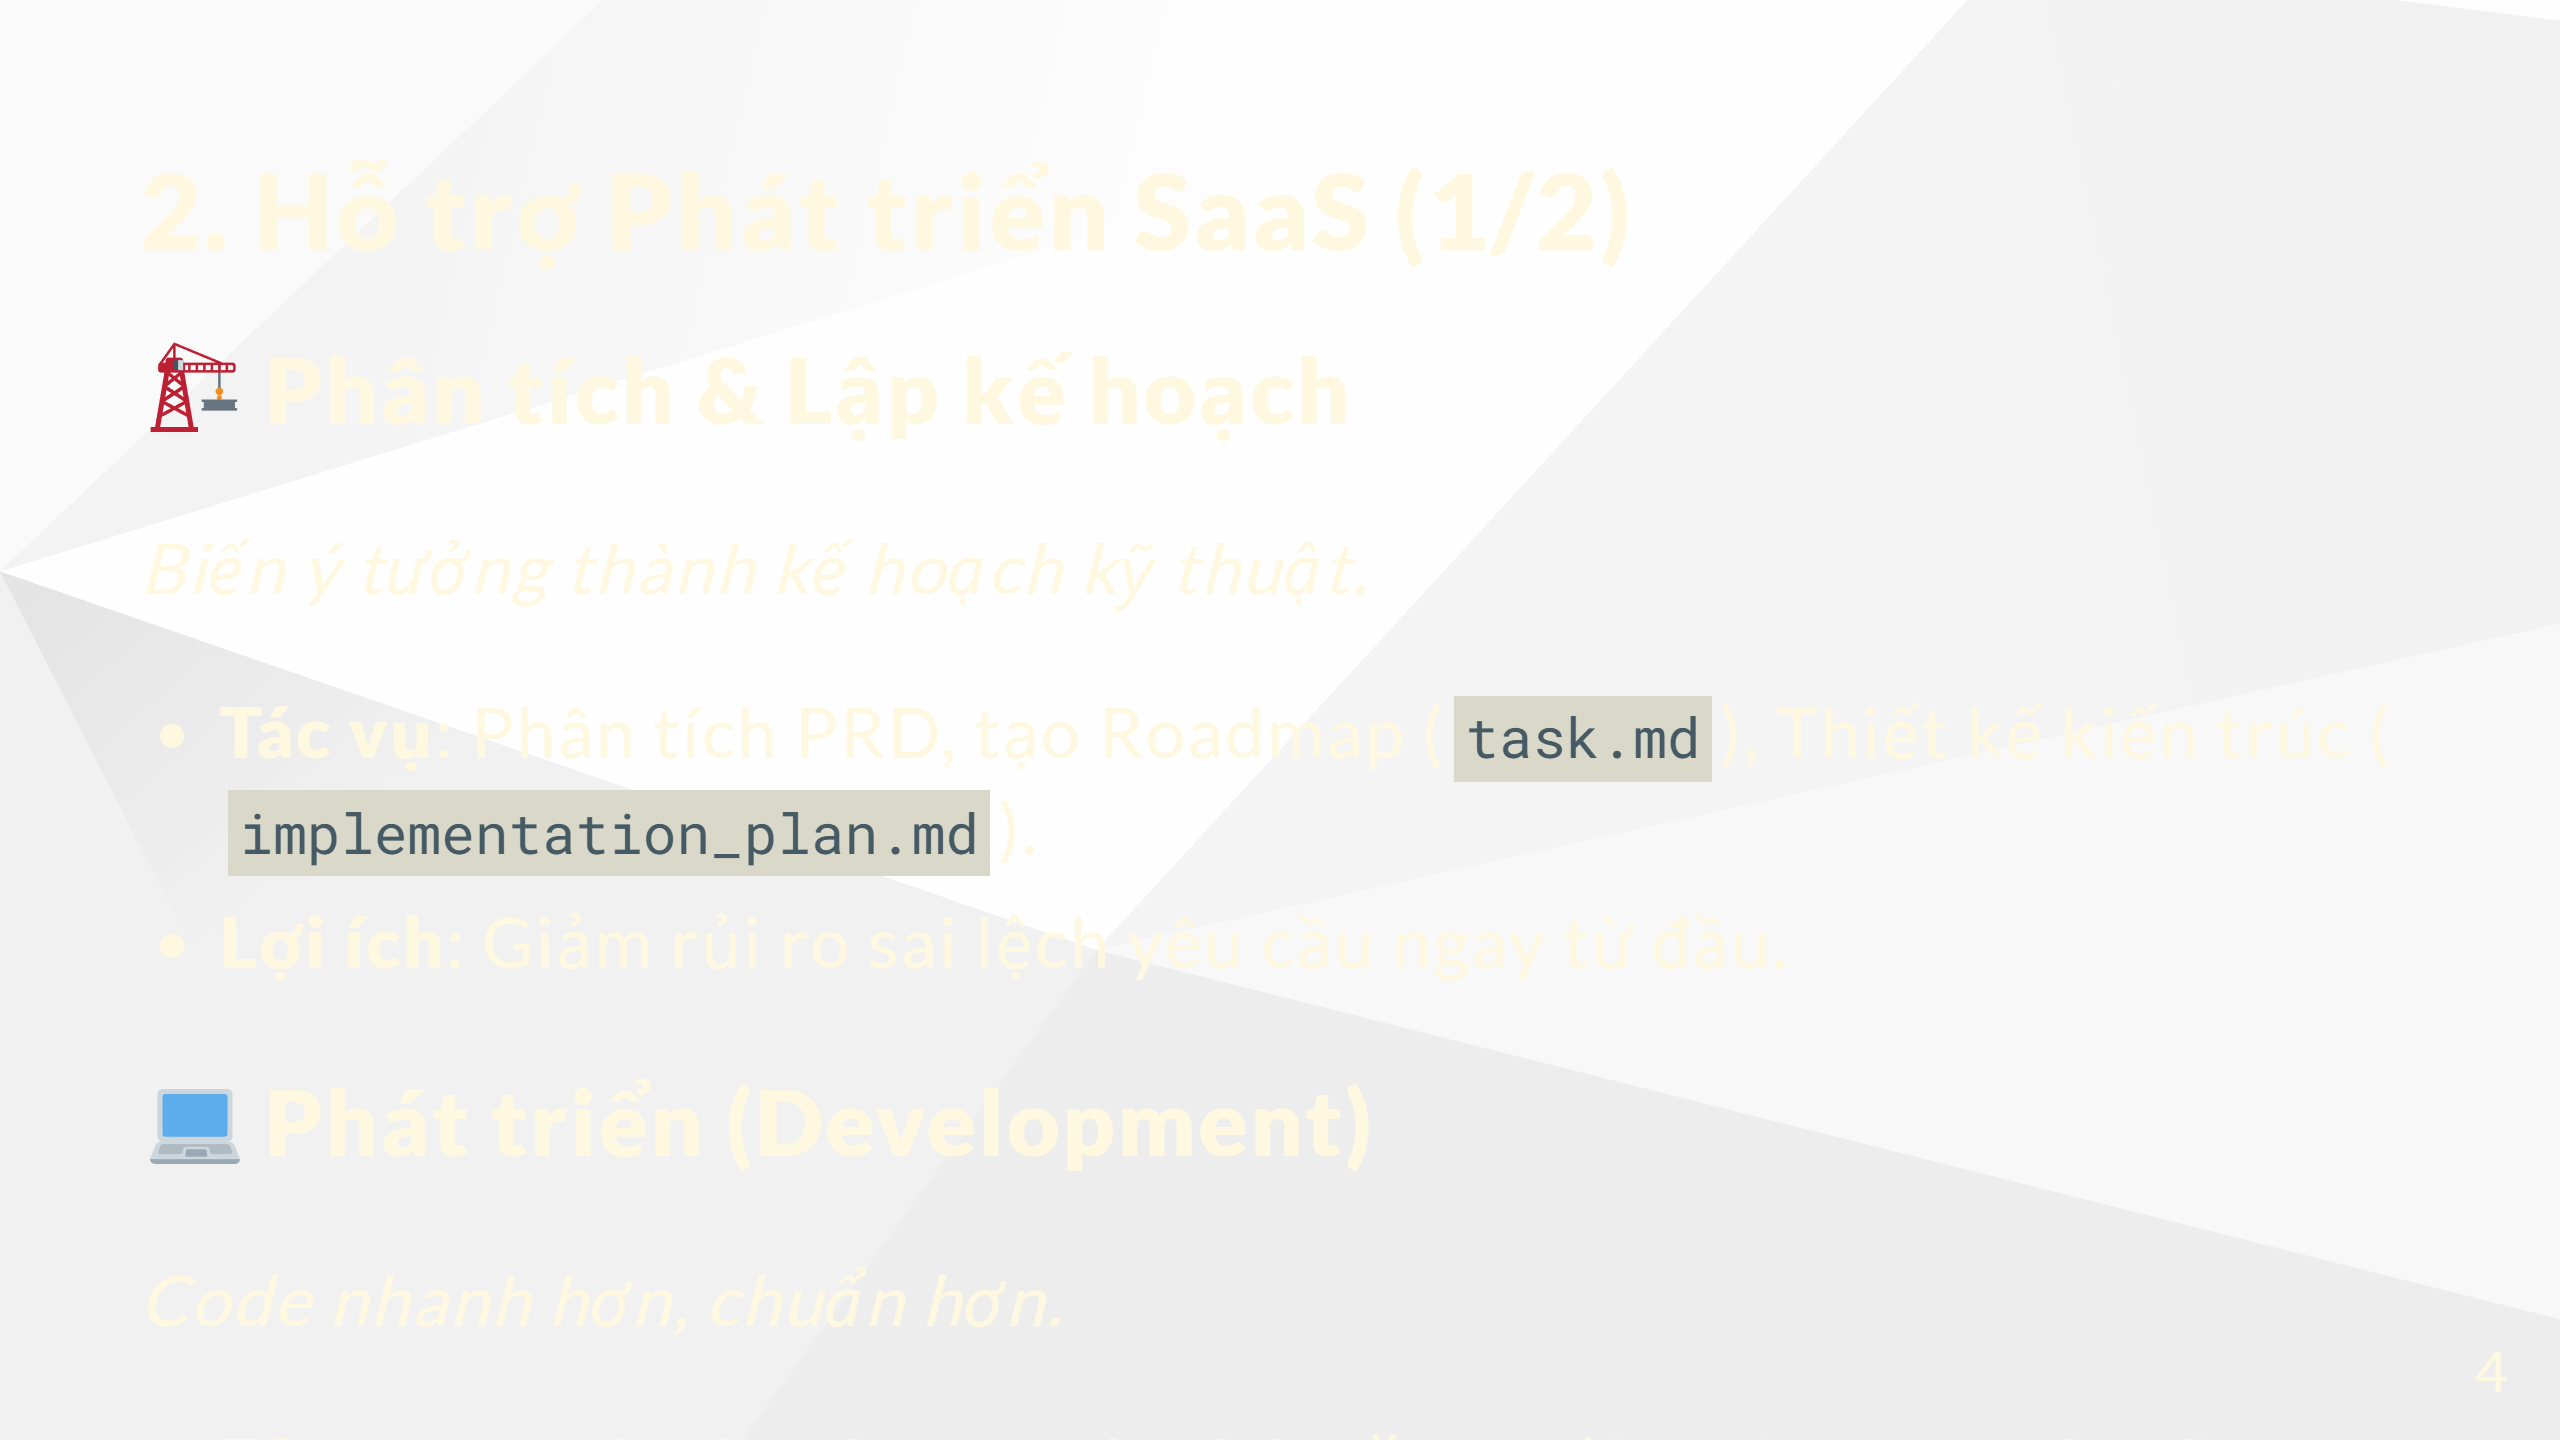 2. Hỗ trợ Phát triển SaaS (1/2)
🏗 Phân tích & Lập kế hoạch
Biến ý tưởng thành kế hoạch kỹ thuật.
• Tác vụ: Phân tích PRD, tạo Roadmap ( task.md ), Thiết kế kiến trúc (
implementation_plan.md ).
• Lợi ích: Giảm rủi ro sai lệch yêu cầu ngay từ đầu.
💻 Phát triển (Development)
Code nhanh hơn, chuẩn hơn.
4